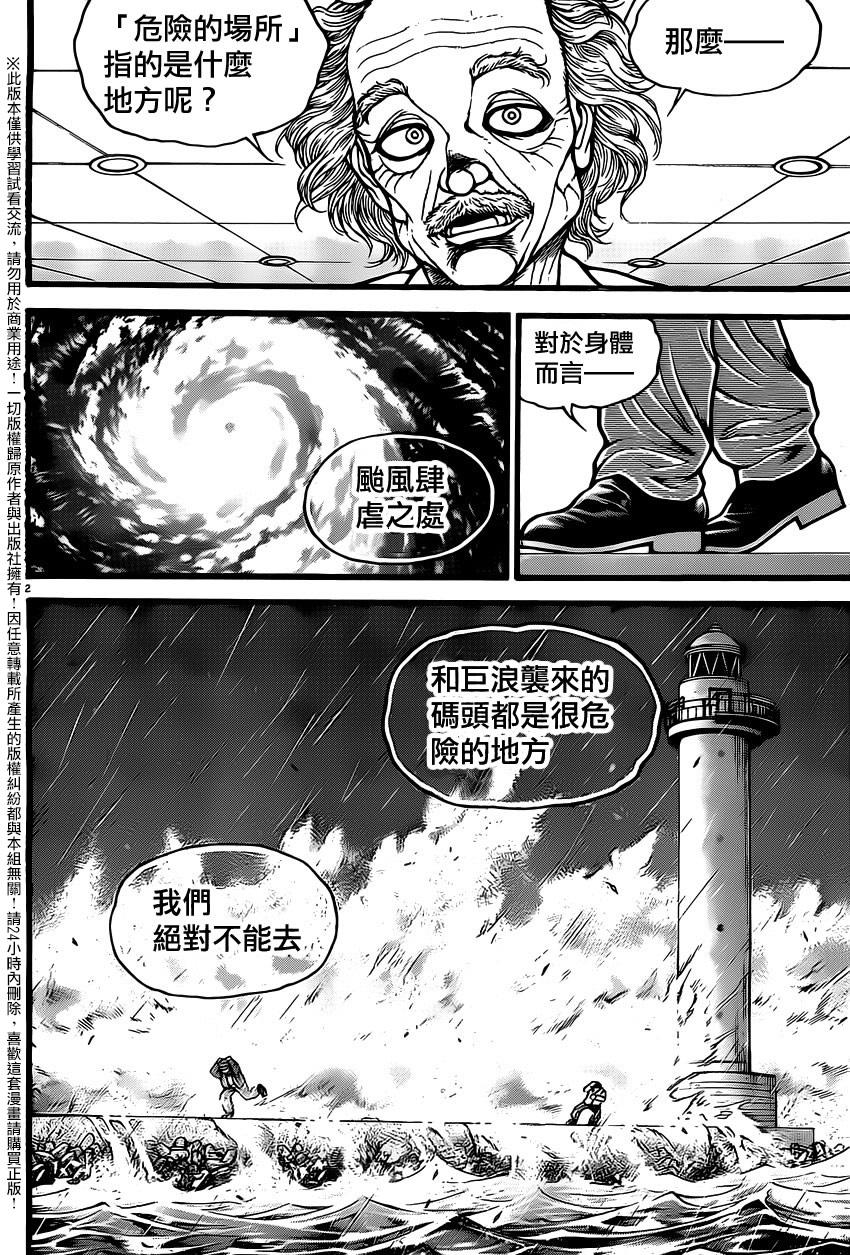 那麼——
「危險的場所」
指的是什麼
地方呢？
對於身體
而言——
颱風肆
虐之處
和巨浪襲來的
碼頭都是很危
險的地方
我們
絕對不能去
2
※此版本僅供學習試看交流，請勿用於商業用途！一切版權歸原作者與出版社擁有！因任意轉載所產生的版權糾紛都與本組無關！請24小時內刪除，喜歡這套漫畫請購買正版！